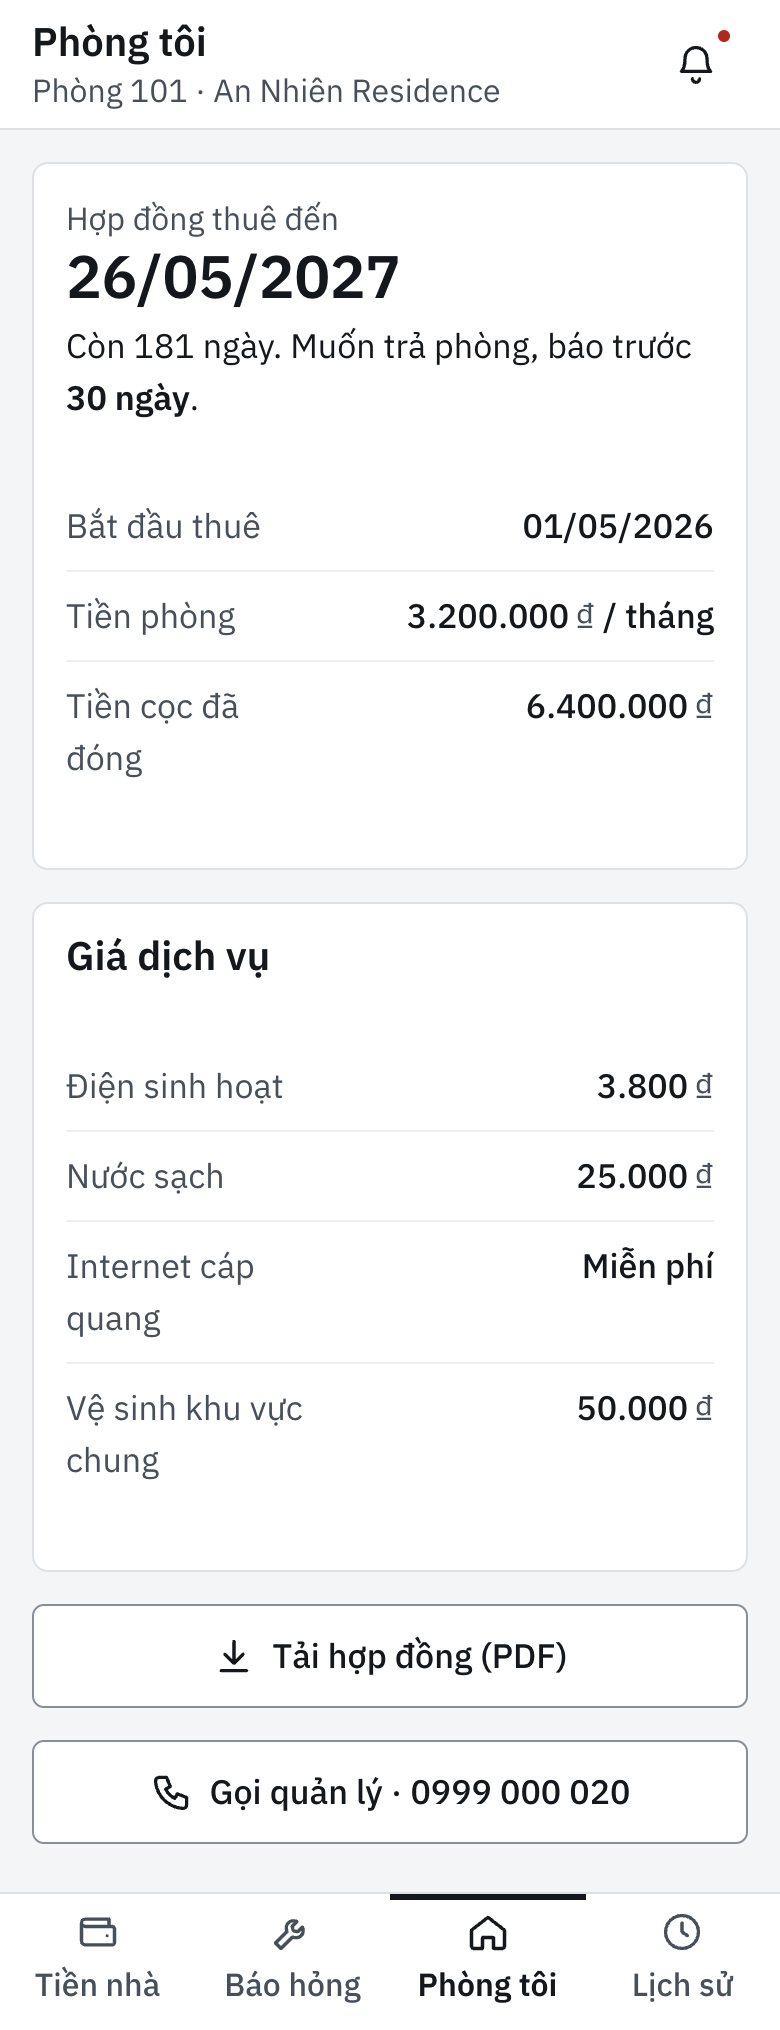 Phòng tôi
Phòng 101 · An Nhiên Residence
Hợp đồng thuê đến
26/05/2027
Còn 181 ngày. Muốn trả phòng, báo trước
30 ngày.
Bắt đầu thuê 01/05/2026
Tiền phòng 3.200.000 ₫ / tháng
Tiền cọc đã 6.400.000 ₫
đóng
Giá dịch vụ
Điện sinh hoạt 3.800 ₫
Nước sạch 25.000 ₫
Internet cáp Miễn phí
quang
Vệ sinh khu vực 50.000 ₫
chung
Tải hợp đồng (PDF)
Gọi quản lý · 0999 000 020
Tiền nhà Báo hỏng Phòng tôi Lịch sử